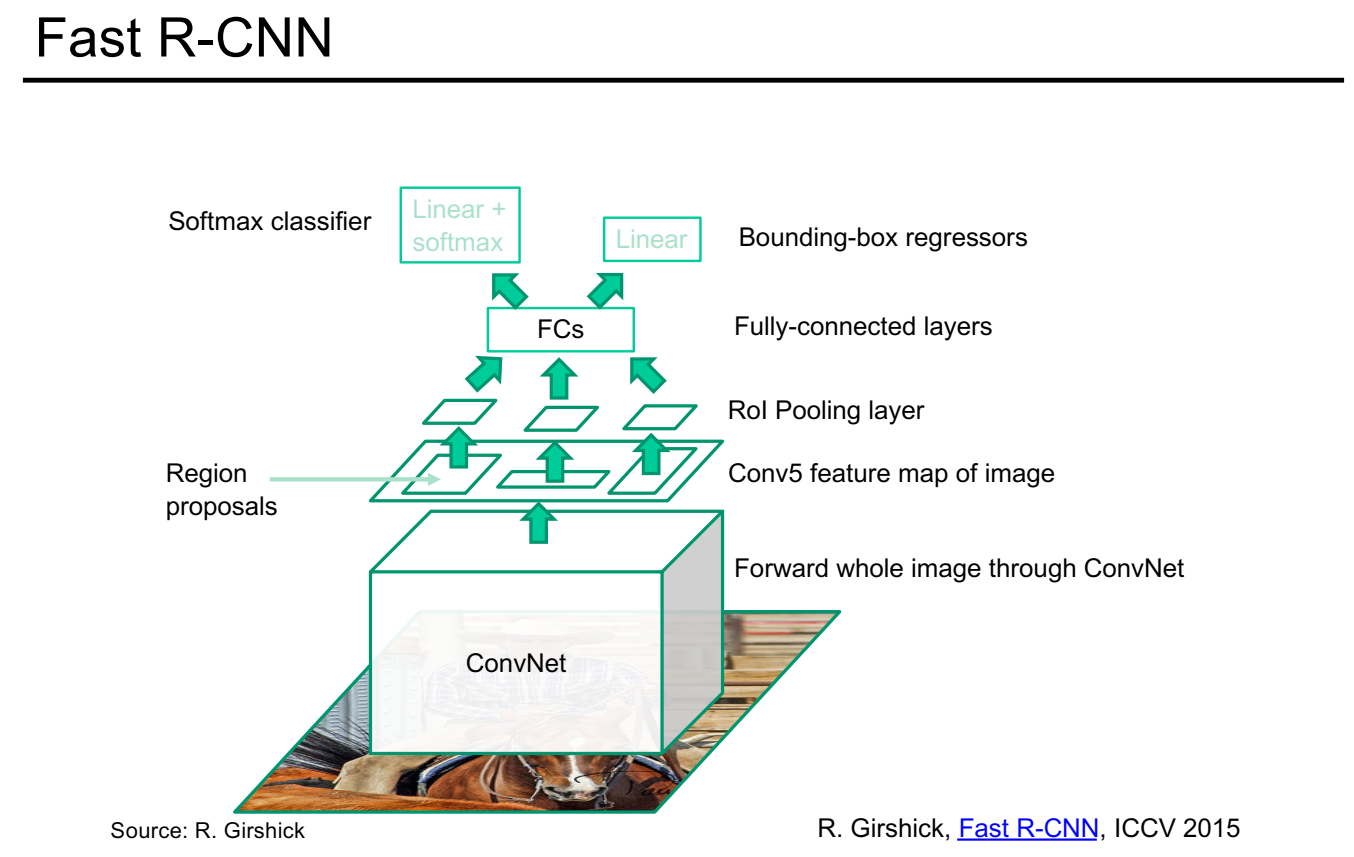 Fast R-CNN
Softmax classifier
Linear +
softmax
Linear
Bounding-box regressors
FCs
Fully-connected layers
RoI Pooling layer
Region
proposals
Conv5 feature map of image
Forward whole image through ConvNet
ConvNet
Source: R. Girshick
R. Girshick, Fast R-CNN, ICCV 2015